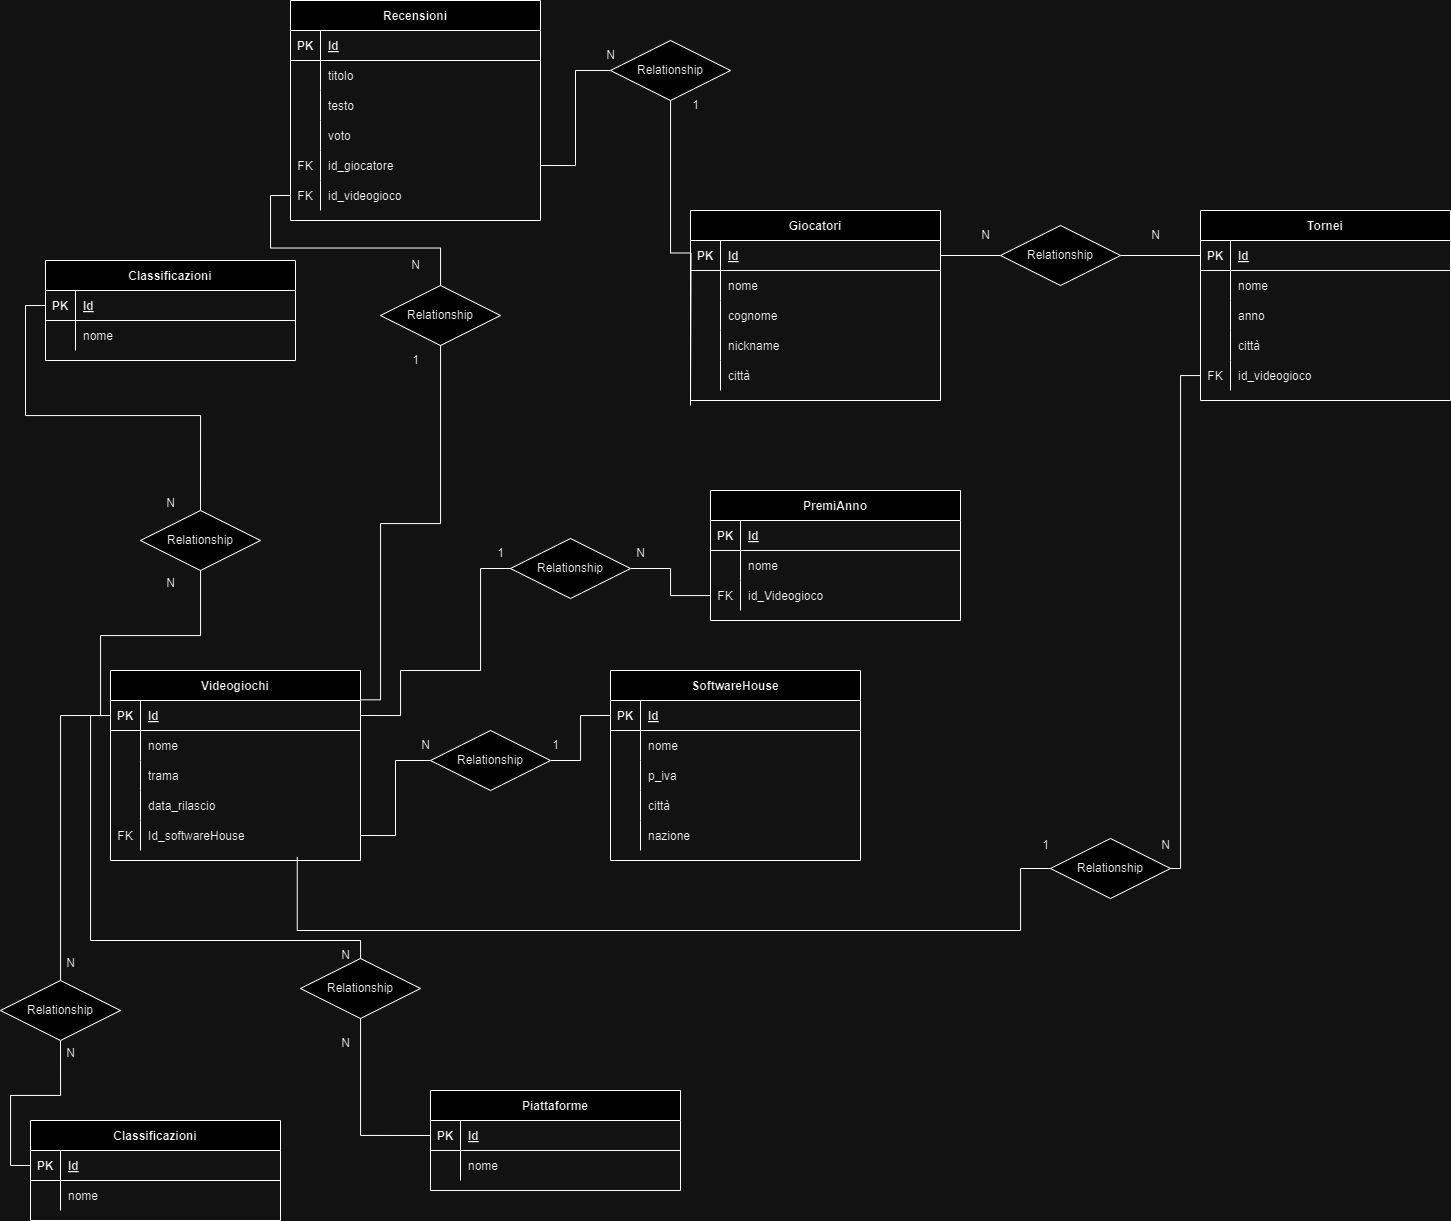 Recensioni
PK Id
titolo
testo
voto
FK id_giocatore
FK id_videogioco
N
Relationship
1
Giocatori
PK Id
nome
cognome
nickname
città
N
Relationship
N
Tornei
PK Id
nome
anno
città
FK id_videogioco
Classificazioni
PK Id
nome
N
Relationship
1
N
Relationship
N
1
Relationship
N
PremiAnno
PK Id
nome
FK id_Videogioco
Videogiochi
PK Id
nome
trama
data_rilascio
FK Id_softwareHouse
N
Relationship
1
SoftwareHouse
PK Id
nome
p_iva
città
nazione
1
Relationship
N
N
Relationship
N
N
Relationship
N
Classificazioni
PK Id
nome
Piattaforme
PK Id
nome